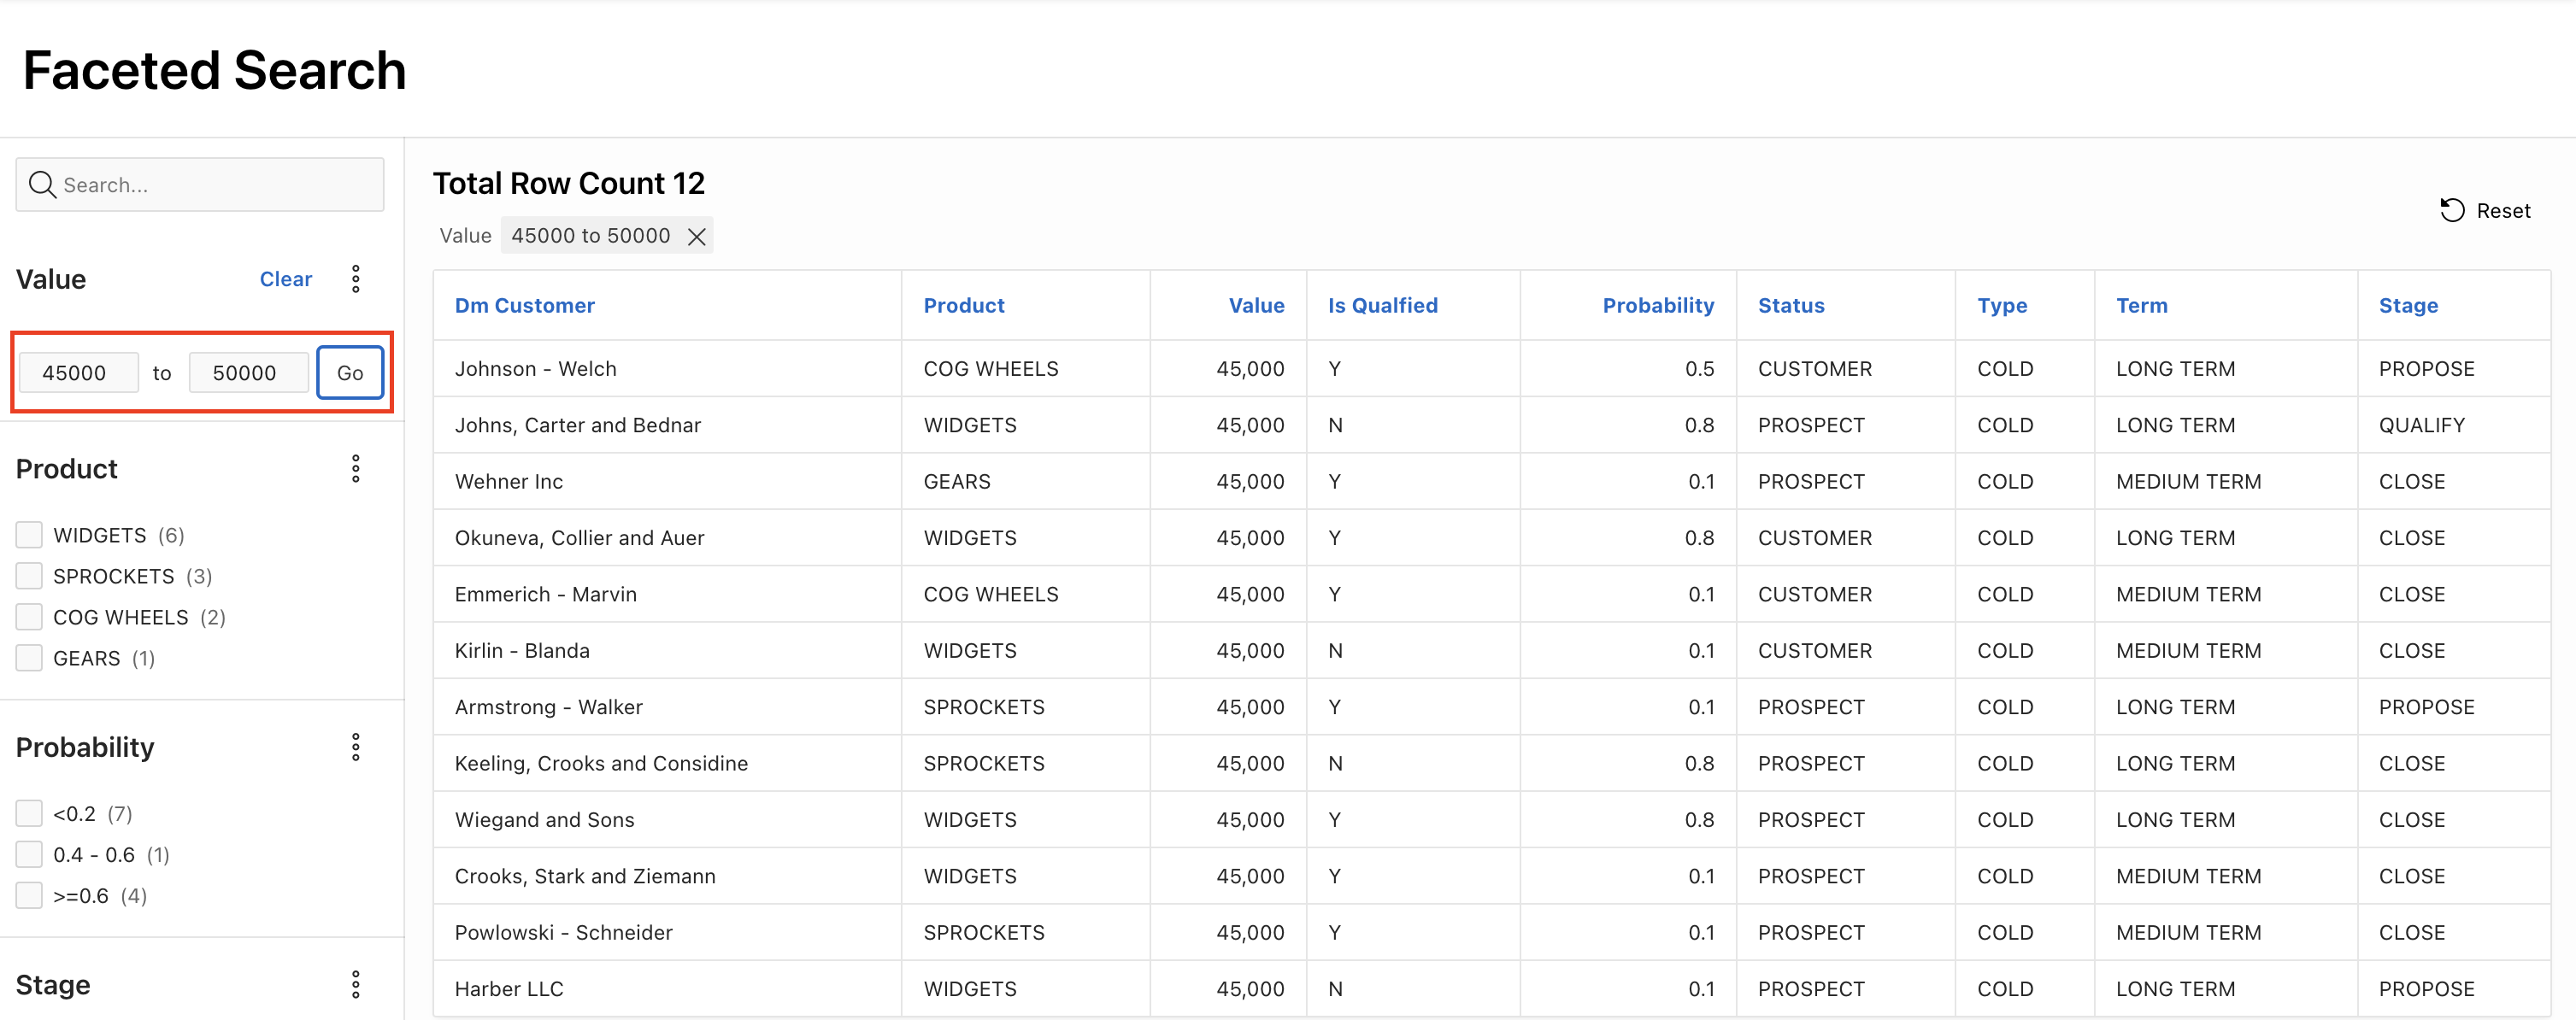 Faceted Search
Search...
Value Clear
45000 to 50000 Go
Product
WIDGETS (6)
SPROCKETS (3)
COG WHEELS (2)
GEARS (1)
Probability
<0.2 (7)
0.4 - 0.6 (1)
>=0.6 (4)
Stage
Total Row Count 12
Value 45000 to 50000
Reset
Dm Customer Product Value Is Qualfied Probability Status Type Term Stage
Johnson - Welch COG WHEELS 45,000 Y 0.5 CUSTOMER COLD LONG TERM PROPOSE
Johns, Carter and Bednar WIDGETS 45,000 N 0.8 PROSPECT COLD LONG TERM QUALIFY
Wehner Inc GEARS 45,000 Y 0.1 PROSPECT COLD MEDIUM TERM CLOSE
Okuneva, Collier and Auer WIDGETS 45,000 Y 0.8 CUSTOMER COLD LONG TERM CLOSE
Emmerich - Marvin COG WHEELS 45,000 Y 0.1 CUSTOMER COLD MEDIUM TERM CLOSE
Kirlin - Blanda WIDGETS 45,000 N 0.1 CUSTOMER COLD MEDIUM TERM CLOSE
Armstrong - Walker SPROCKETS 45,000 Y 0.1 PROSPECT COLD LONG TERM PROPOSE
Keeling, Crooks and Considine SPROCKETS 45,000 N 0.8 PROSPECT COLD LONG TERM CLOSE
Wiegand and Sons WIDGETS 45,000 Y 0.8 PROSPECT COLD LONG TERM CLOSE
Crooks, Stark and Ziemann WIDGETS 45,000 Y 0.1 PROSPECT COLD MEDIUM TERM CLOSE
Powlowski - Schneider SPROCKETS 45,000 Y 0.1 PROSPECT COLD MEDIUM TERM CLOSE
Harber LLC WIDGETS 45,000 N 0.1 PROSPECT COLD LONG TERM PROPOSE